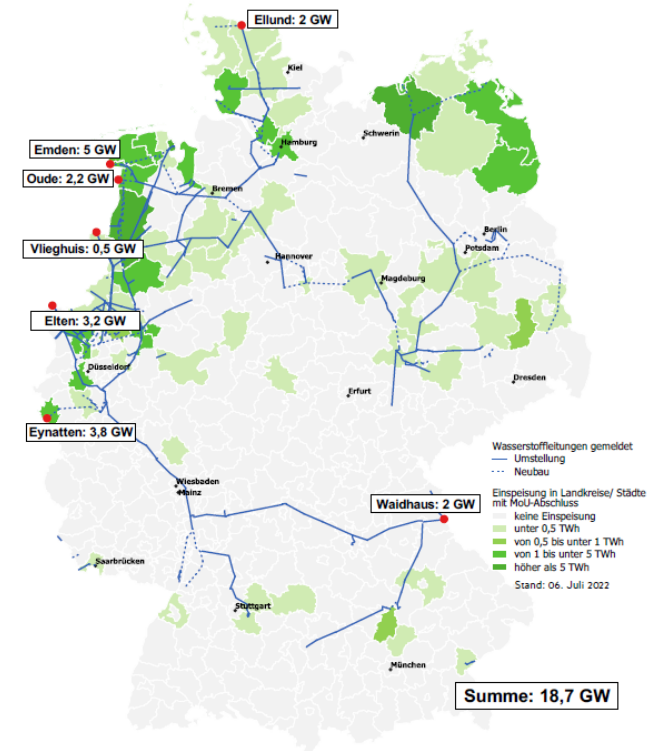 Ellund: 2 GW
Kiel
Schwerin
Hamburg
Emden: 5 GW
Oude: 2,2 GW
Bremen
Vlieghuis: 0,5 GW
Berlin
Potsdam
Hannover
Magdeburg
Elten: 3,2 GW
Düsseldorf
Dresden
Erfurt
Eynatten: 3,8 GW
Wasserstoffleitungen gemeldet
Umstellung
Neubau
Wiesbaden
Mainz
Waidhaus: 2 GW
Einspeisung in Landkreise/ Städte
mit MoU-Abschluss
keine Einspeisung
unter 0,5 TWh
von 0,5 bis unter 1 TWh
von 1 bis unter 5 TWh
höher als 5 TWh
Stand: 06. Juli 2022
Saarbrücken
Stuttgart
München
Summe: 18,7 GW